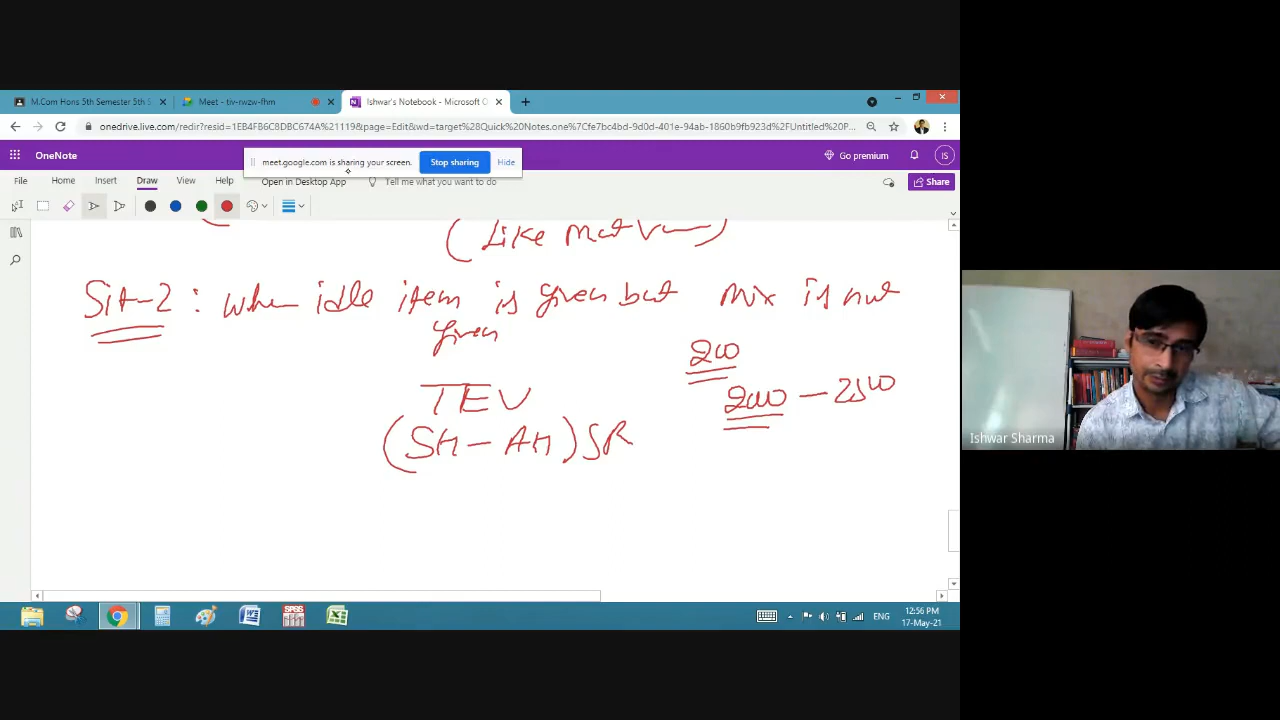 M.Com Hons 5th Semester 5th S
Meet - tiv-rwzw-fhm
Ishwar's Notebook - Microsoft O
onedrive.live.com/redir?resid=1EB4FB6C8DBC674A%21119&page=Edit&wd=target%28Quick%20Notes.one%7Cfe7bc4bd-9d0d-401e-94ab-1860b9fb923d%2FUntitled%20P...
OneNote
meet.google.com is sharing your screen.
Stop sharing
Hide
Go premium
IS
File
Home
Insert
Draw
View
Help
Open in Desktop App
Tell me what you want to do
Share
(Like Mat Var)
Sit-2: when idle item is given but mix is not
given
200
2000 - 2500
TEV
(SH - AH) SR
Ishwar Sharma
ENG
12:56 PM
17-May-21